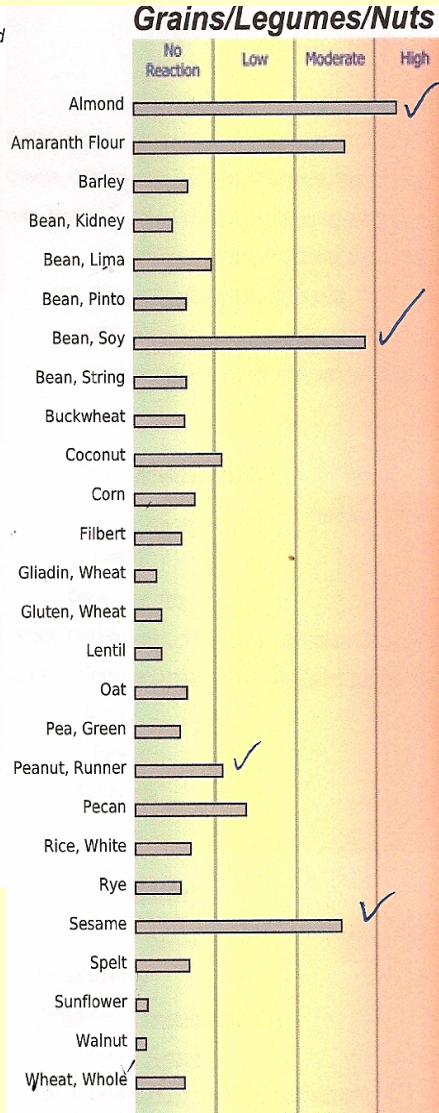 d
Grains/Legumes/Nuts
No Reaction Low Moderate High
Almond
Amaranth Flour
Barley
Bean, Kidney
Bean, Lima
Bean, Pinto
Bean, Soy
Bean, String
Buckwheat
Coconut
Corn
Filbert
Gliadin, Wheat
Gluten, Wheat
Lentil
Oat
Pea, Green
Peanut, Runner
Pecan
Rice, White
Rye
Sesame
Spelt
Sunflower
Walnut
Wheat, Whole